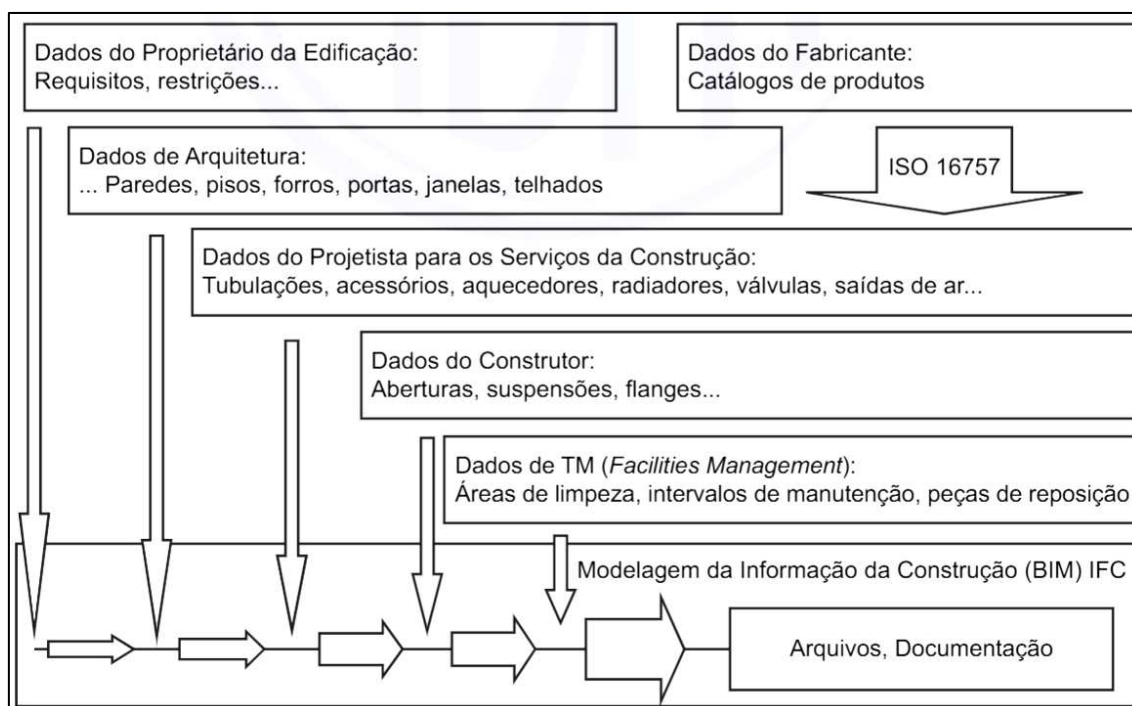 Dados do Proprietário da Edificação:
Requisitos, restrições...
Dados do Fabricante:
Catálogos de produtos
Dados de Arquitetura:
... Paredes, pisos, forros, portas, janelas, telhados
ISO 16757
Dados do Projetista para os Serviços da Construção:
Tubulações, acessórios, aquecedores, radiadores, válvulas, saídas de ar...
Dados do Construtor:
Aberturas, suspensões, flanges...
Dados de TM (Facilities Management):
Áreas de limpeza, intervalos de manutenção, peças de reposição
Modelagem da Informação da Construção (BIM) IFC
Arquivos, Documentação